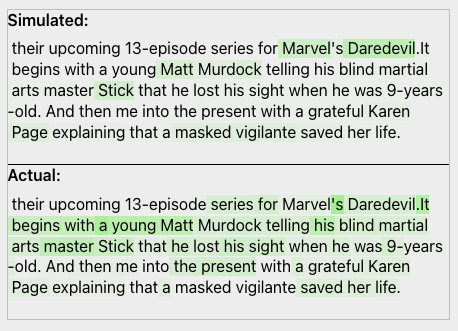 Simulated:
their upcoming 13-episode series for Marvel's Daredevil.It
begins with a young Matt Murdock telling his blind martial
arts master Stick that he lost his sight when he was 9-years
-old. And then me into the present with a grateful Karen
Page explaining that a masked vigilante saved her life.
Actual:
their upcoming 13-episode series for Marvel's Daredevil.It
begins with a young Matt Murdock telling his blind martial
arts master Stick that he lost his sight when he was 9-years
-old. And then me into the present with a grateful Karen
Page explaining that a masked vigilante saved her life.